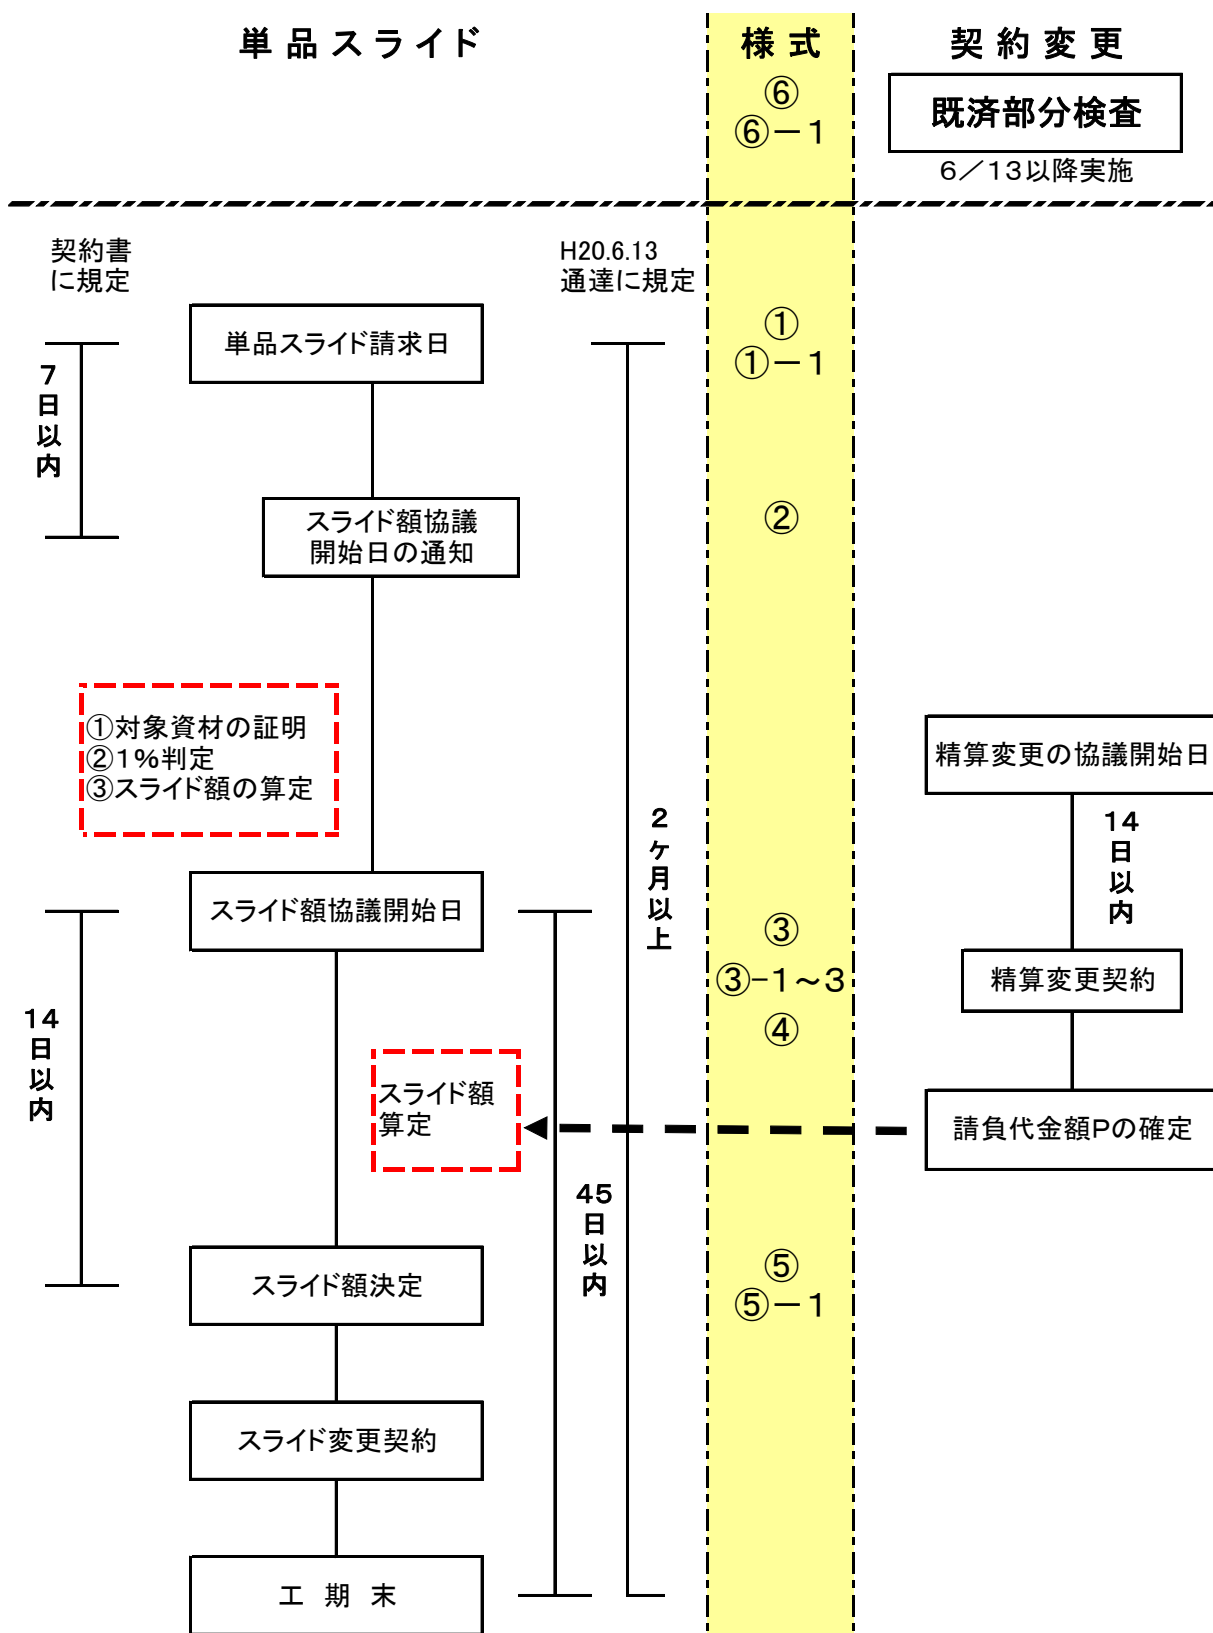 単品スライド
様式
契約変更
⑥
⑥－１
既済部分検査
６／１３以降実施
契約書
に規定
H20.6.13
通達に規定
単品スライド請求日
①
①－１
７日以内
スライド額協議
開始日の通知
②
①対象資材の証明
②１％判定
③スライド額の算定
精算変更の協議開始日
２ヶ月以上
14日以内
スライド額協議開始日
③
③-１～３
④
精算変更契約
14日以内
スライド額
算定
請負代金額Pの確定
45日以内
スライド額決定
⑤
⑤－１
スライド変更契約
工期末